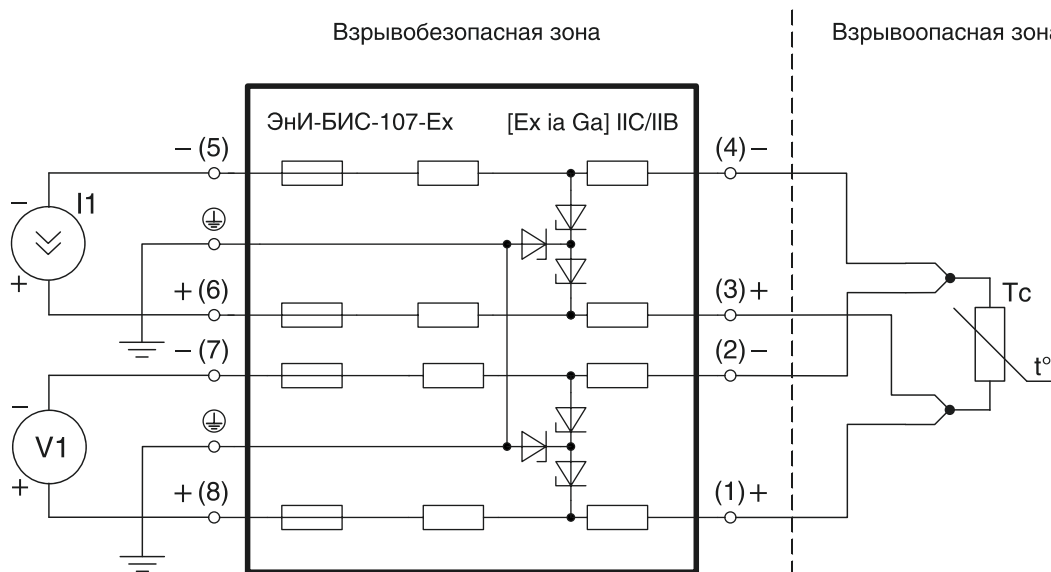 Взрывобезопасная зона
Взрывоопасная зона
ЭнИ-БИС-107-Ex
[Ex ia Ga] IIC/IIB
− (5)
(4) −
−
I1
+
+ (6)
(3) +
Tc
− (7)
(2) −
t°
−
V1
+
+ (8)
(1) +